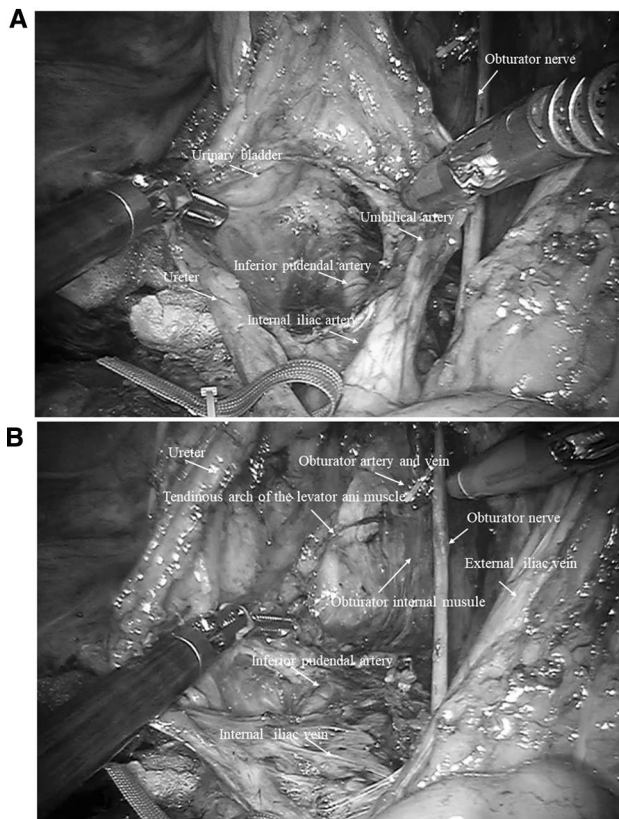 A
Obturator nerve
Urinary bladder
Umbilical artery
Inferior pudendal artery
Ureter
Internal iliac artery
B
Ureter
Obturator artery and vein
Tendinous arch of the levator ani muscle
Obturator nerve
External iliac vein
Obturator internal musule
Inferior pudendal artery
Internal iliac vein